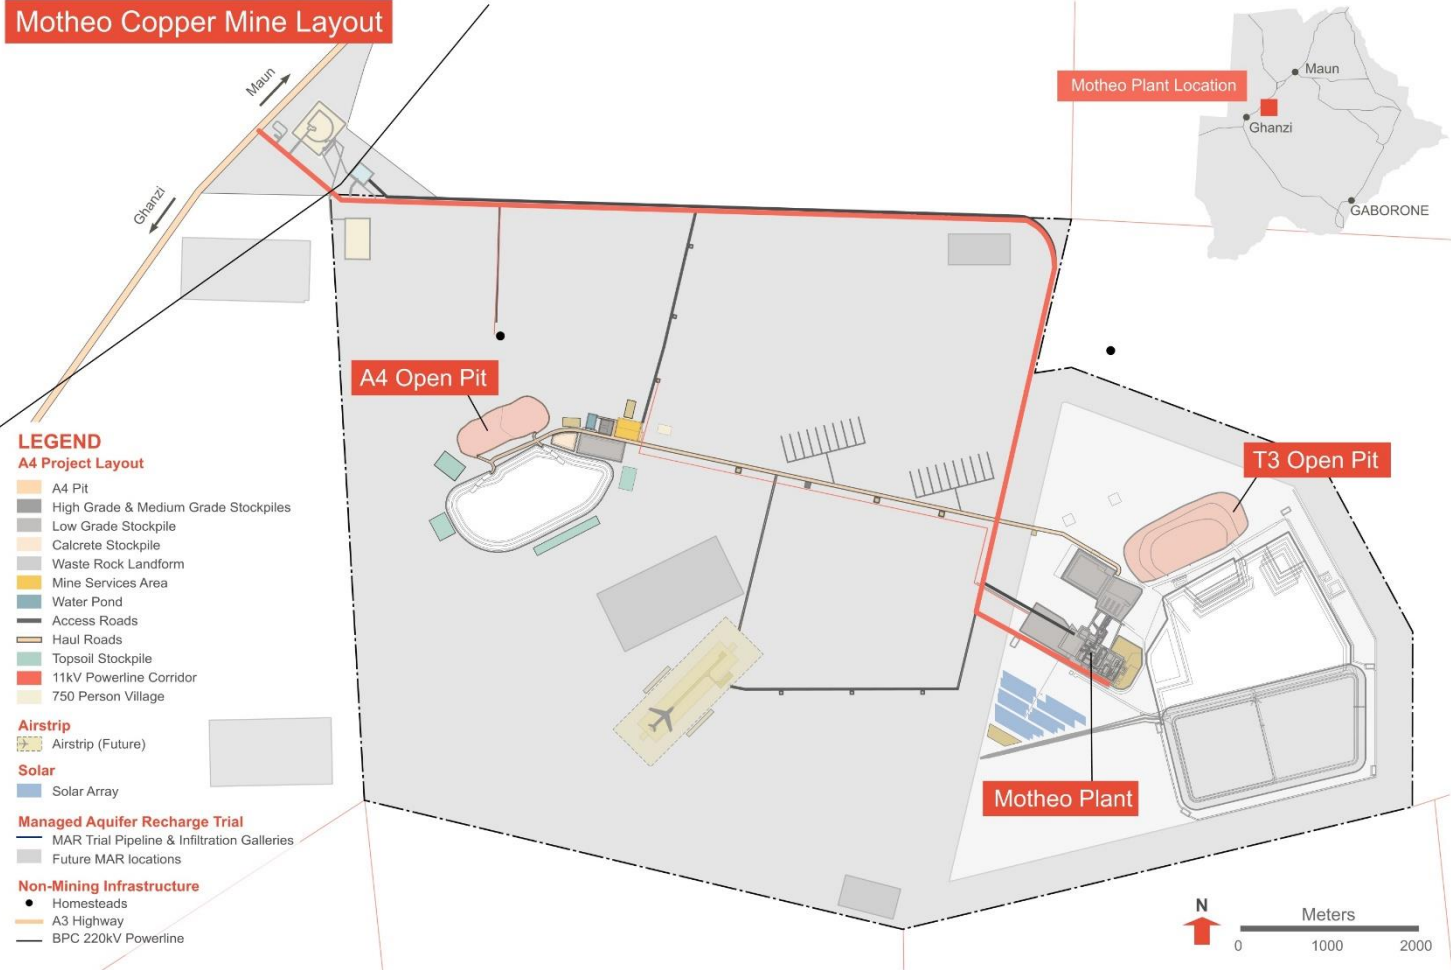 Motheo Copper Mine Layout
Maun
Ghanzi
Motheo Plant Location
Maun
Ghanzi
GABORONE
A4 Open Pit
T3 Open Pit
Motheo Plant
LEGEND
A4 Project Layout
A4 Pit
High Grade & Medium Grade Stockpiles
Low Grade Stockpile
Calcrete Stockpile
Waste Rock Landform
Mine Services Area
Water Pond
Access Roads
Haul Roads
Topsoil Stockpile
11kV Powerline Corridor
750 Person Village
Airstrip
Airstrip (Future)
Solar
Solar Array
Managed Aquifer Recharge Trial
MAR Trial Pipeline & Infiltration Galleries
Future MAR locations
Non-Mining Infrastructure
Homesteads
A3 Highway
BPC 220kV Powerline
N
Meters
0 1000 2000